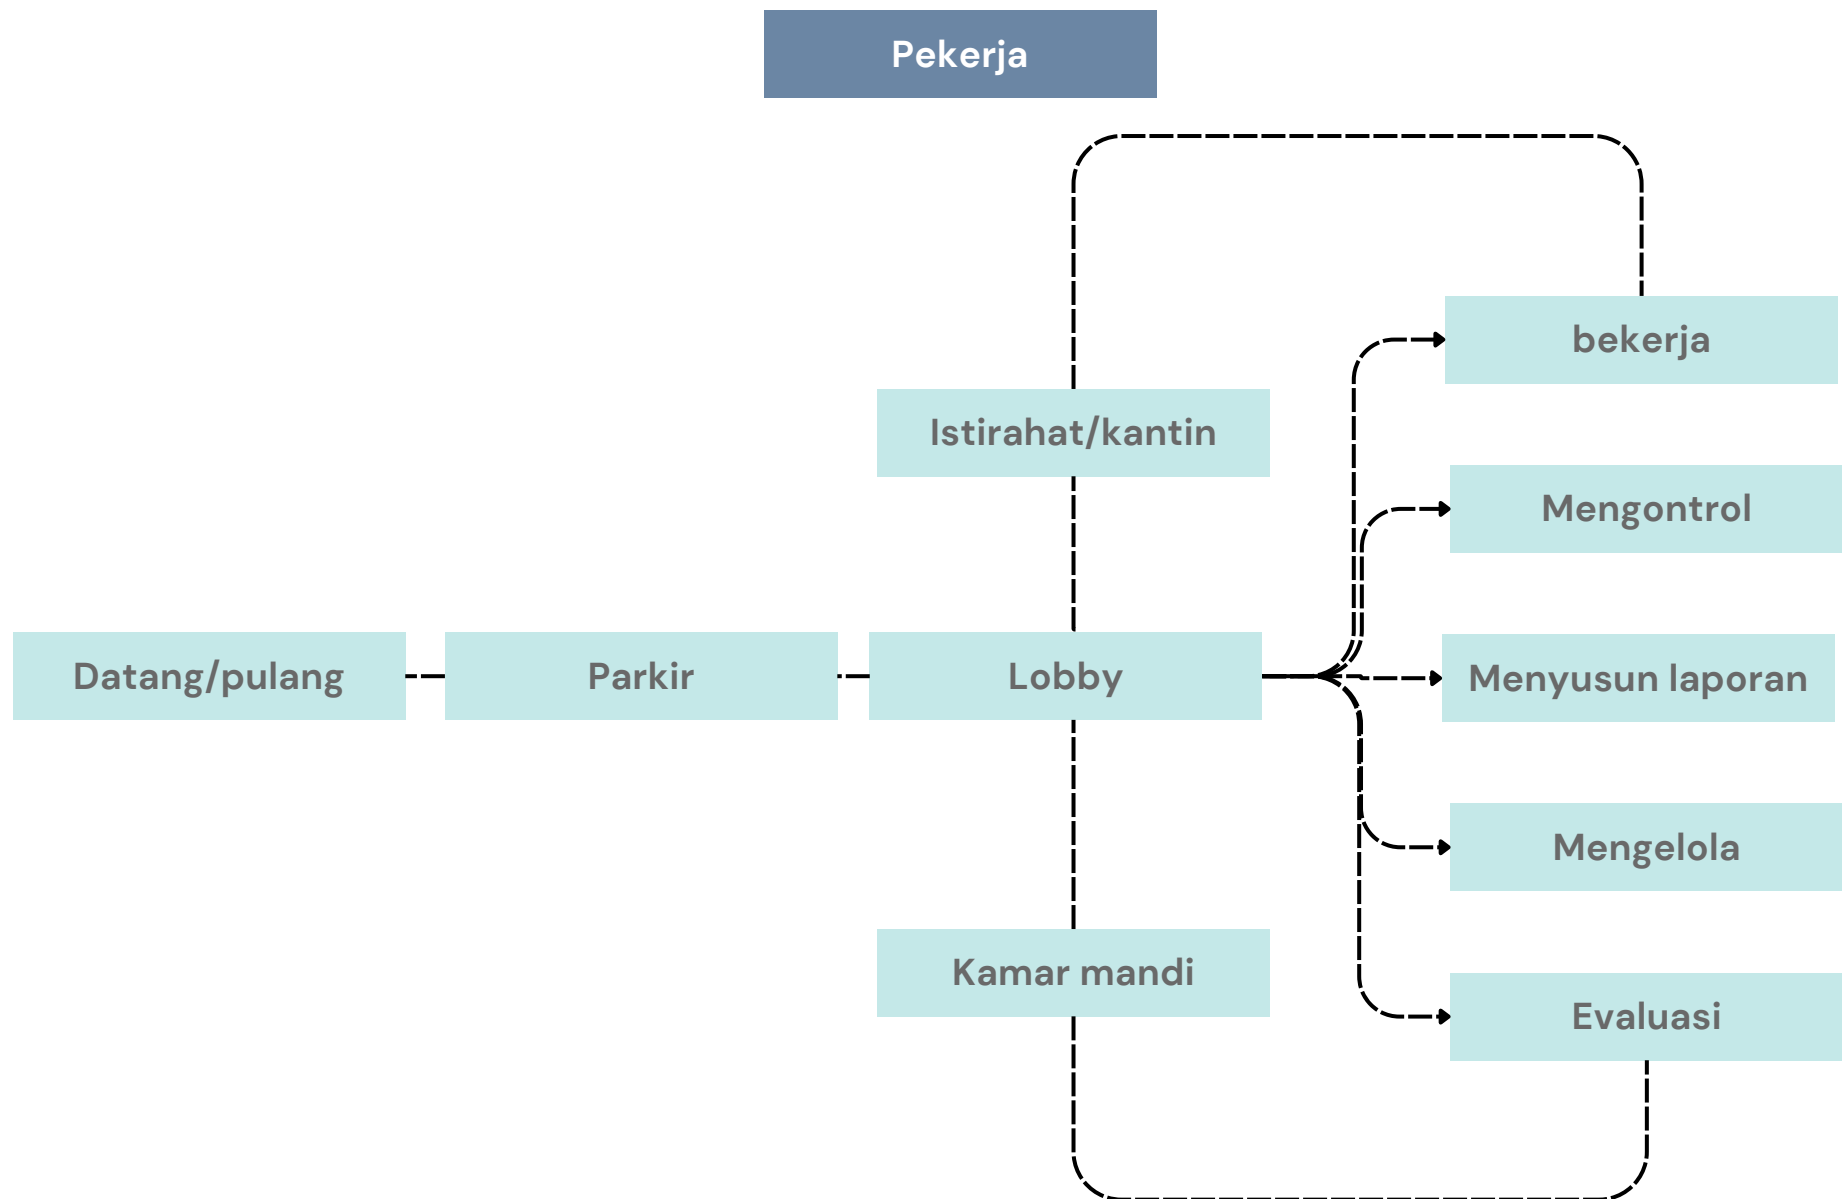 Pekerja
bekerja
Istirahat/kantin
Mengontrol
Datang/pulang
Parkir
Lobby
Menyusun laporan
Mengelola
Kamar mandi
Evaluasi